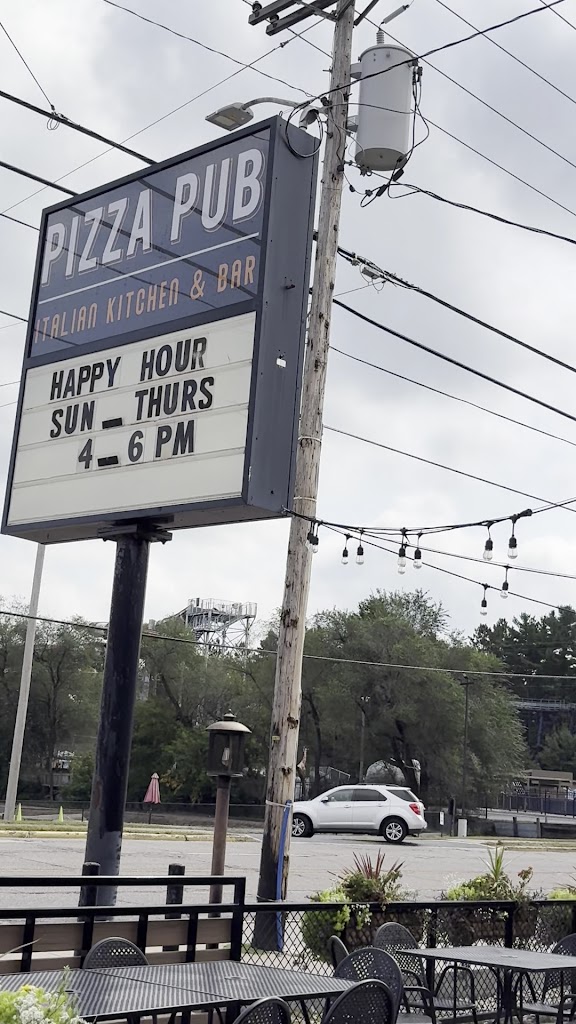 PIZZA PUB
ITALIAN KITCHEN & BAR
HAPPY HOUR
SUN _ THURS
4 _ 6 PM